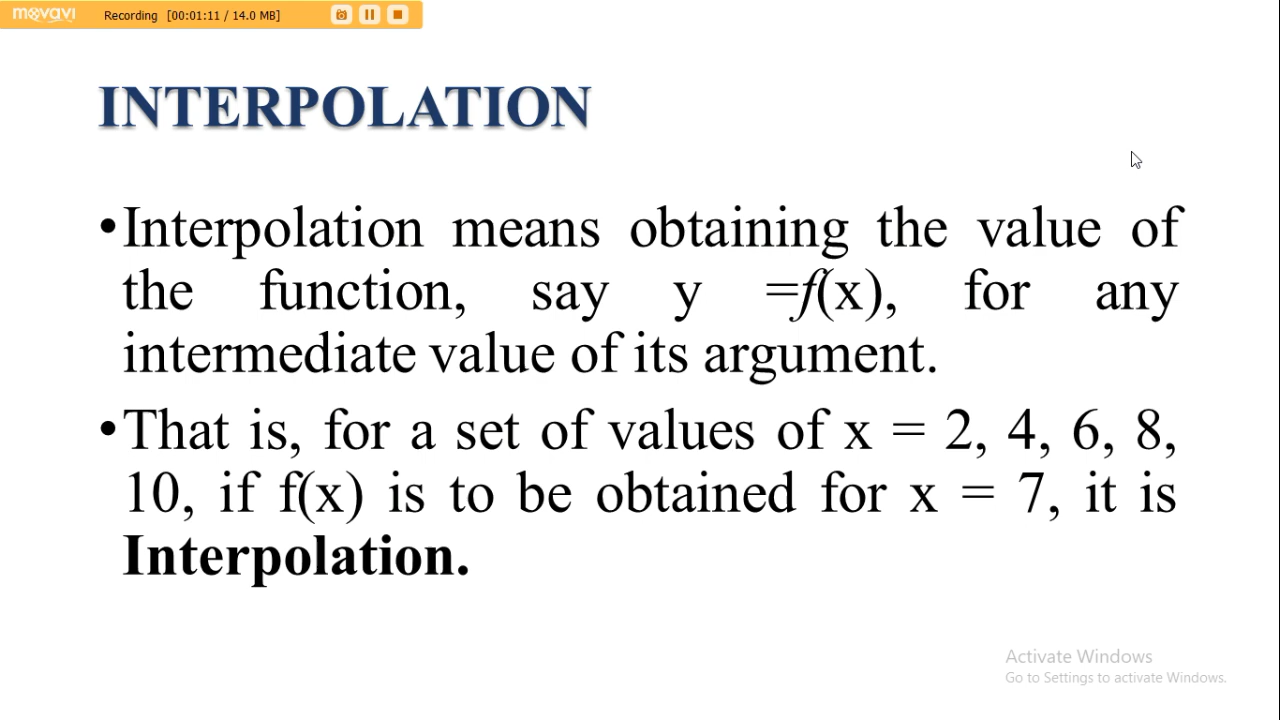 movavi Recording [00:01:11 / 14.0 MB]
INTERPOLATION
•Interpolation means obtaining the value of
the function, say y =f(x), for any
intermediate value of its argument.
•That is, for a set of values of x = 2, 4, 6, 8,
10, if f(x) is to be obtained for x = 7, it is
Interpolation.
Activate Windows
Go to Settings to activate Windows.